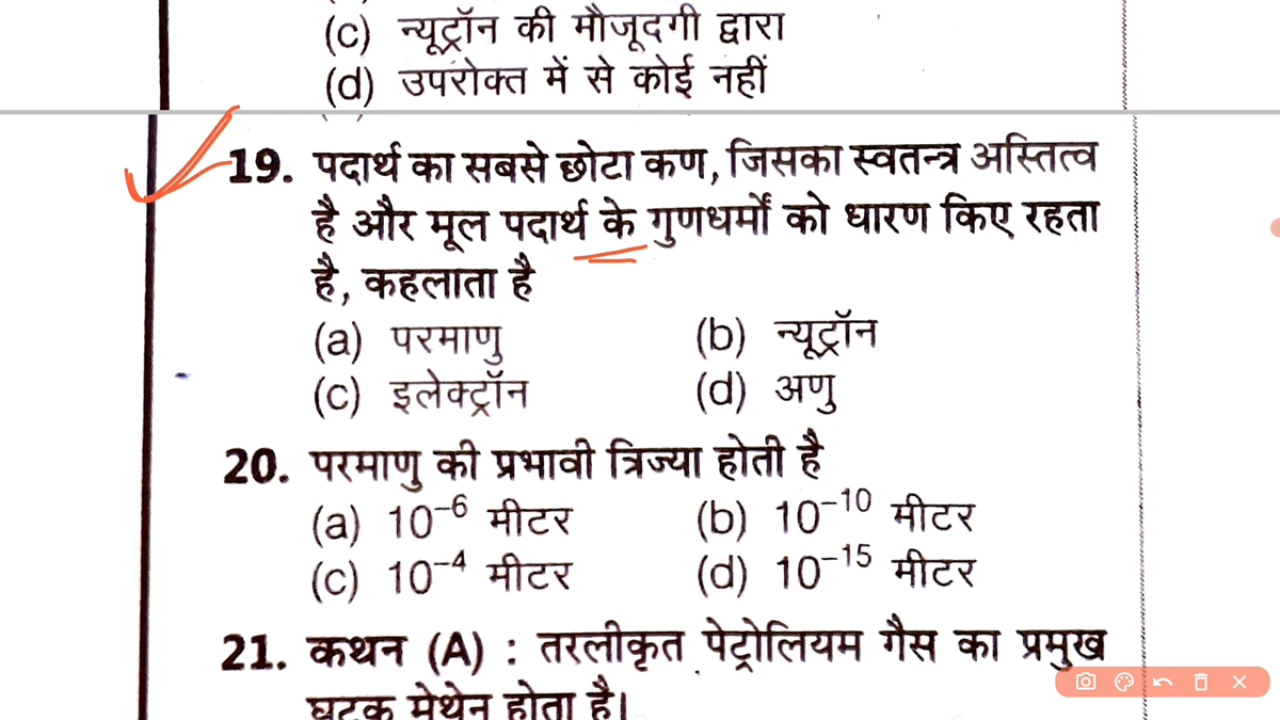 (c) न्यूट्रॉन की मौजूदगी द्वारा
(d) उपरोक्त में से कोई नहीं
19. पदार्थ का सबसे छोटा कण, जिसका स्वतन्त्र अस्तित्व
है और मूल पदार्थ के गुणधर्मों को धारण किए रहता
है, कहलाता है
(a) परमाणु (b) न्यूट्रॉन
(c) इलेक्ट्रॉन (d) अणु
20. परमाणु की प्रभावी त्रिज्या होती है
(a) 10⁻⁶ मीटर (b) 10⁻¹⁰ मीटर
(c) 10⁻⁴ मीटर (d) 10⁻¹⁵ मीटर
21. कथन (A) : तरलीकृत पेट्रोलियम गैस का प्रमुख
घटक मेथेन होता है।